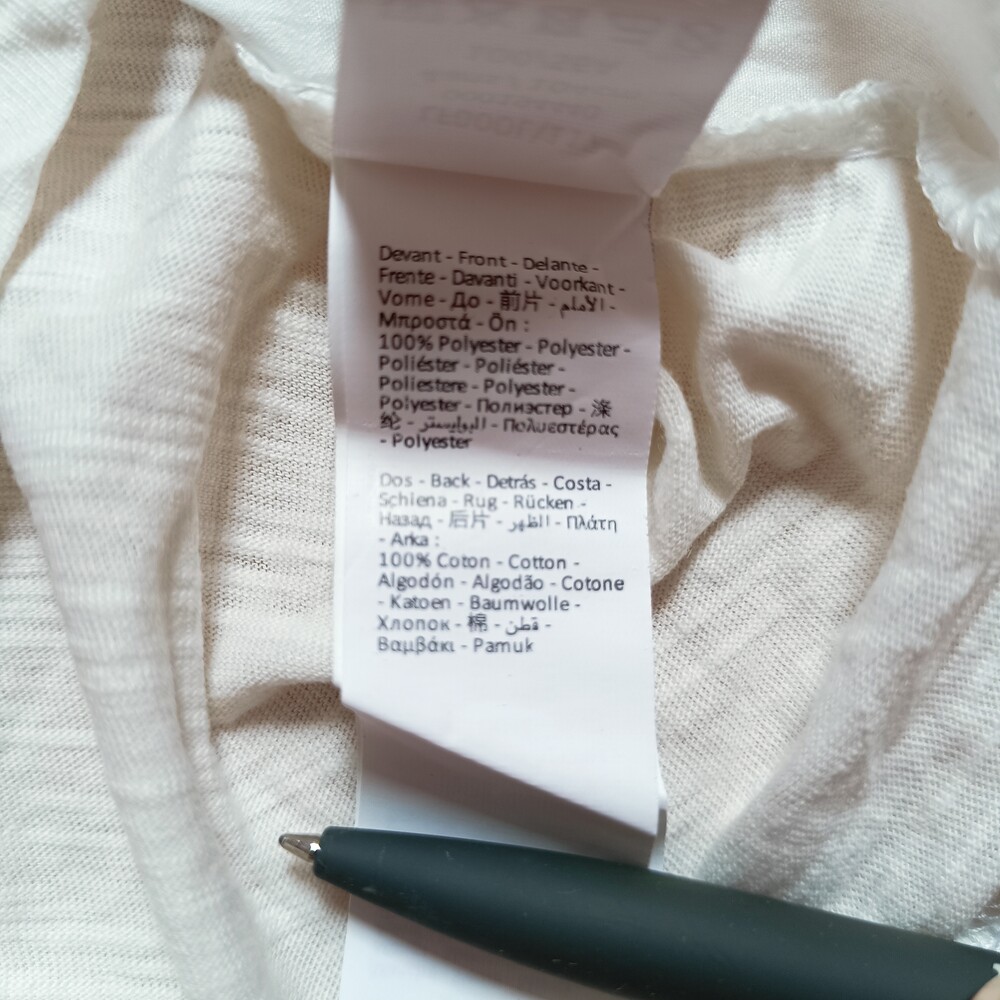 Devant - Front - Delante -
Frente - Davanti - Voorkant -
Vorne - До - 前片 - الأمام -
Μπροστά - Ön :
100% Polyester - Polyester -
Poliéster - Poliéster -
Poliestere - Polyester -
Polyester - Полиэстер - 涤
纶 - البوليستر - Πολυεστέρας
- Polyester
Dos - Back - Detrás - Costa -
Schiena - Rug - Rücken -
Назад - 后片 - الظهر - Πλάτη
- Arka :
100% Coton - Cotton -
Algodón - Algodão - Cotone
- Katoen - Baumwolle -
Хлопок - 棉 - قطن -
Βαμβάκι - Pamuk